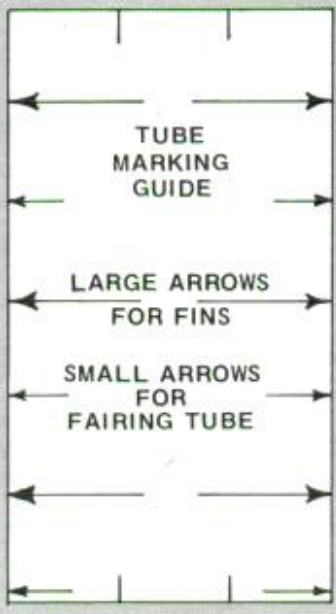 TUBE
MARKING
GUIDE
LARGE ARROWS
FOR FINS
SMALL ARROWS
FOR
FAIRING TUBE